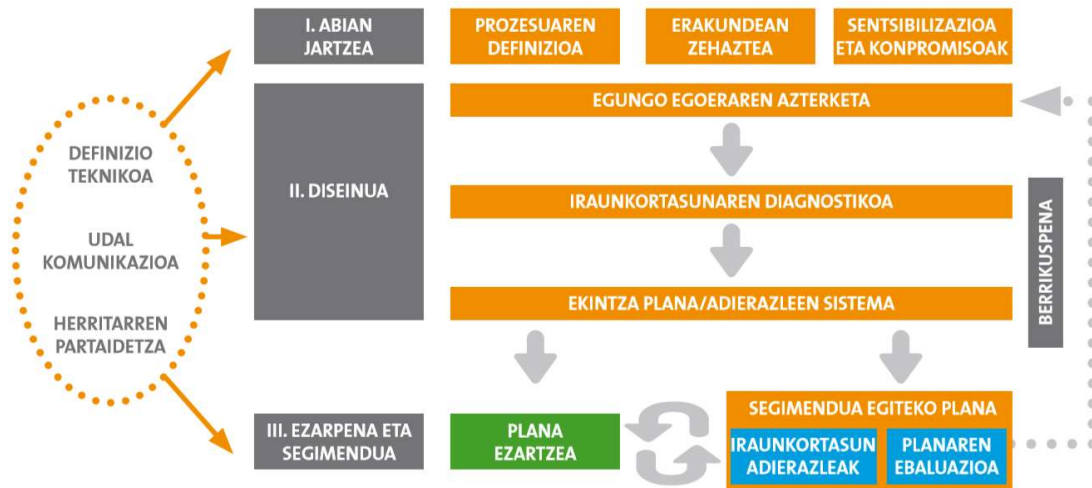 I. ABIAN
JARTZEA
PROZESUAREN
DEFINIZIOA
ERAKUNDEAN
ZEHAZTEA
SENTSIBILIZAZIOA
ETA KONPROMISOAK
DEFINIZIO
TEKNIKOA
UDAL
KOMUNIKAZIOA
HERRITARREN
PARTAIDETZA
II. DISEINUA
EGUNGO EGOERAREN AZTERKETA
IRAUNKORTASUNAREN DIAGNOSTIKOA
EKINTZA PLANA/ADIERAZLEEN SISTEMA
BERRIKUSPENA
III. EZARPENA ETA
SEGIMENDUA
PLANA
EZARTZEA
SEGIMENDUA EGITEKO PLANA
IRAUNKORTASUN
ADIERAZLEAK
PLANAREN
EBALUAZIOA